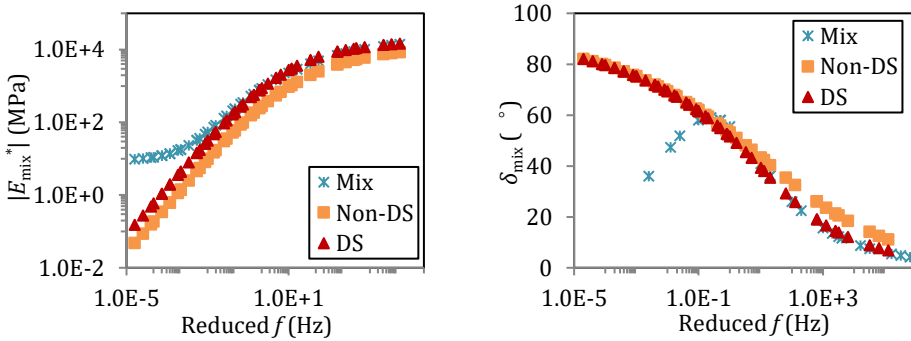 |E*mix| (MPa)
1.0E+4
1.0E+2
1.0E+0
1.0E-2
1.0E-5
1.0E+1
Reduced f (Hz)
Mix
Non-DS
DS
δmix ( °)
100
80
60
40
20
0
1.0E-5
1.0E-1
1.0E+3
Reduced f (Hz)
Mix
Non-DS
DS